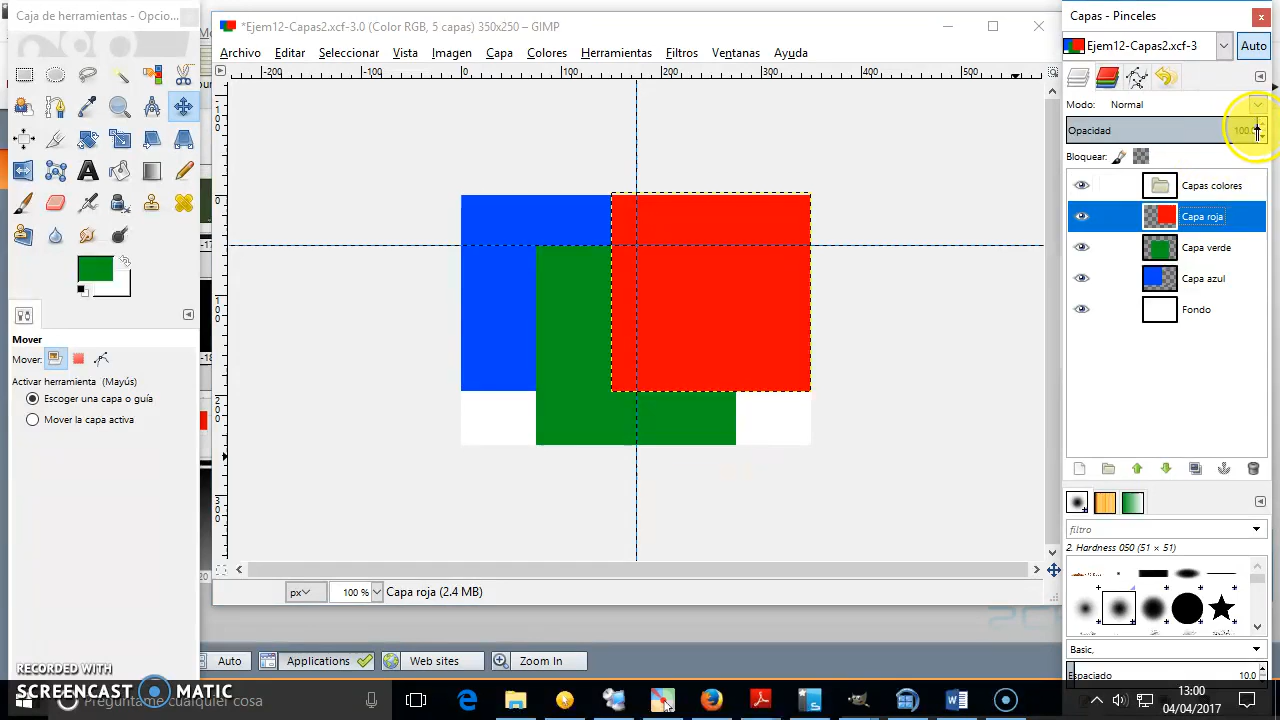 Caja de herramientas - Opcio...
*Ejem12-Capas2.xcf-3.0 (Color RGB, 5 capas) 350x250 – GIMP
Capas - Pinceles
Archivo Editar Seleccionar Vista Imagen Capa Colores Herramientas Filtros Ventanas Ayuda
Ejem12-Capas2.xcf-3
Auto
-200 -100 0 100 200 300 400 500
Modo: Normal
Opacidad 100,0
Bloquear:
Capas colores
Capa roja
Capa verde
Capa azul
Fondo
Mover
Mover:
Activar herramienta (Mayús)
Escoger una capa o guía
Mover la capa activa
filtro
2. Hardness 050 (51 × 51)
Basic,
Espaciado 10.0
px 100 % Capa roja (2.4 MB)
Auto Applications Web sites Zoom In
RECORDED WITH
SCREENCAST MATIC
Pregúntame cualquier cosa
13:00
04/04/2017